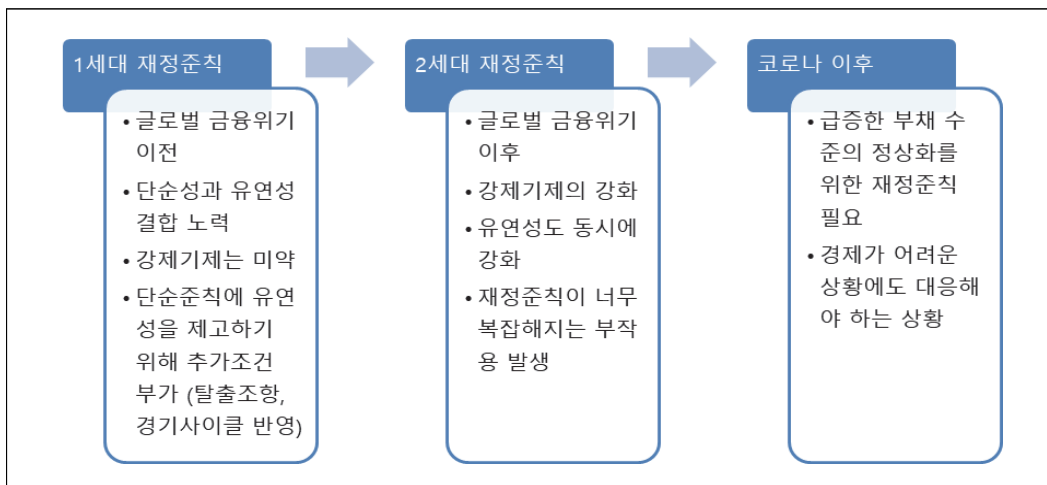 1세대 재정준칙
• 글로벌 금융위기
이전
• 단순성과 유연성
결합 노력
• 강제기제는 미약
• 단순준칙에 유연
성을 제고하기
위해 추가조건
부가 (탈출조항,
경기사이클 반영)
2세대 재정준칙
• 글로벌 금융위기
이후
• 강제기제의 강화
• 유연성도 동시에
강화
• 재정준칙이 너무
복잡해지는 부작
용 발생
코로나 이후
• 급증한 부채 수
준의 정상화를
위한 재정준칙
필요
• 경제가 어려운
상황에도 대응해
야 하는 상황